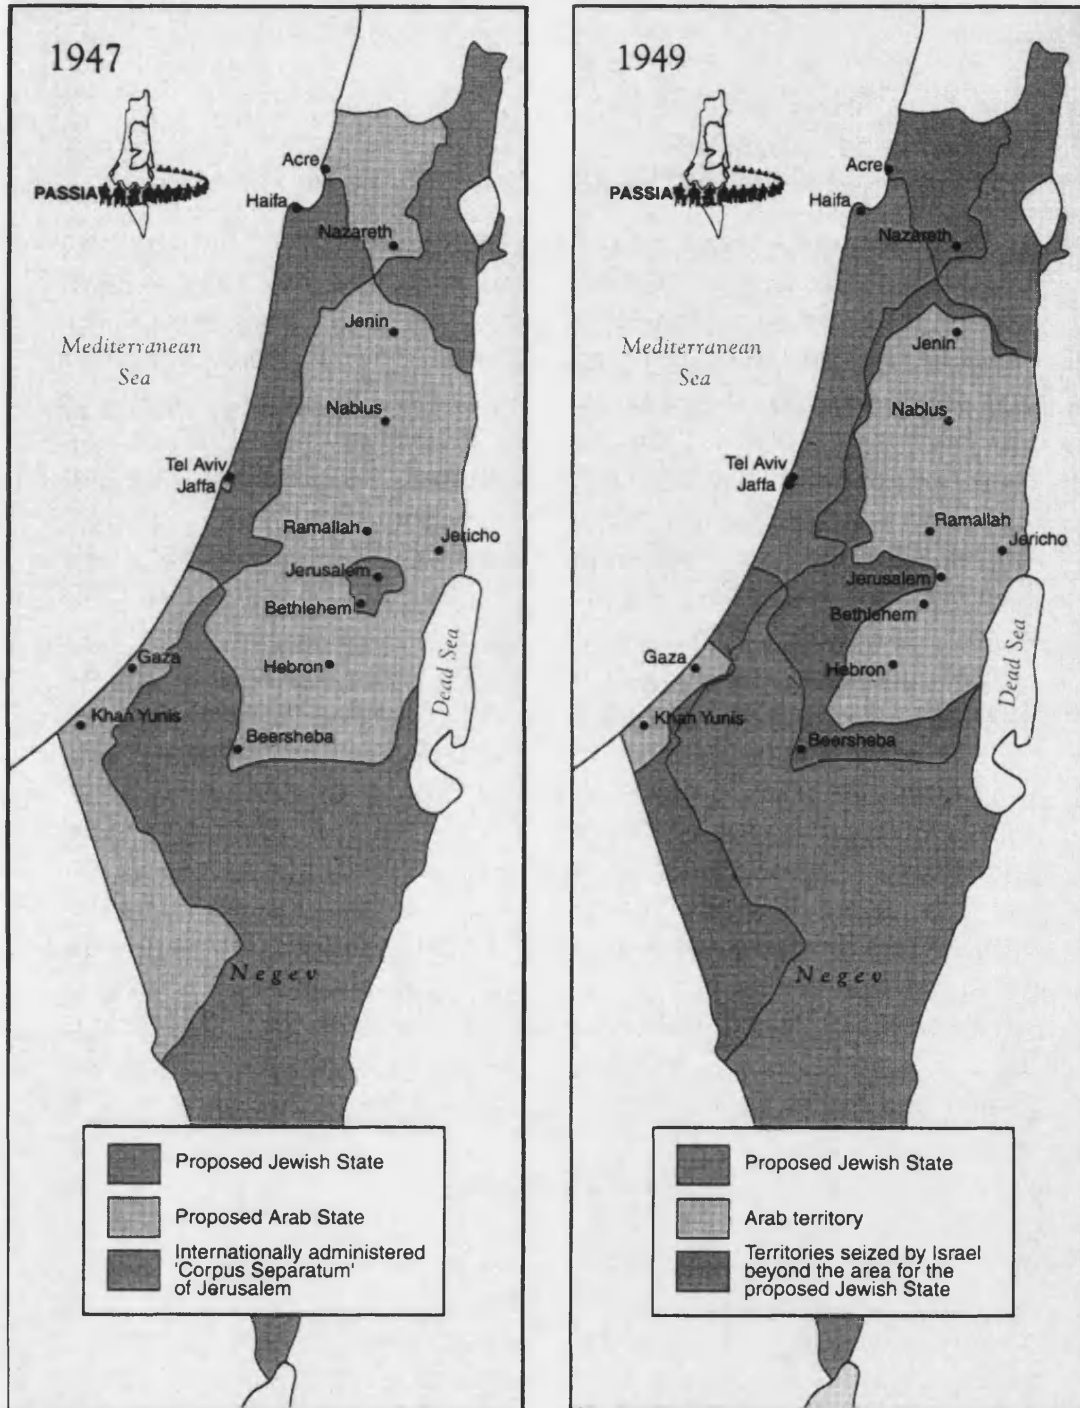 1947
PASSIA
Acre
Haifa
Nazareth
Jenin
Mediterranean
Sea
Nablus
Tel Aviv
Jaffa
Ramallah
Jericho
Jerusalem
Bethlehem
Gaza
Hebron
Dead Sea
Khan Yunis
Beersheba
Negev
Proposed Jewish State
Proposed Arab State
Internationally administered
'Corpus Separatum'
of Jerusalem
1949
PASSIA
Acre
Haifa
Nazareth
Jenin
Mediterranean
Sea
Nablus
Tel Aviv
Jaffa
Ramallah
Jericho
Jerusalem
Bethlehem
Gaza
Hebron
Dead Sea
Khan Yunis
Beersheba
Negev
Proposed Jewish State
Arab territory
Territories seized by Israel
beyond the area for the
proposed Jewish State